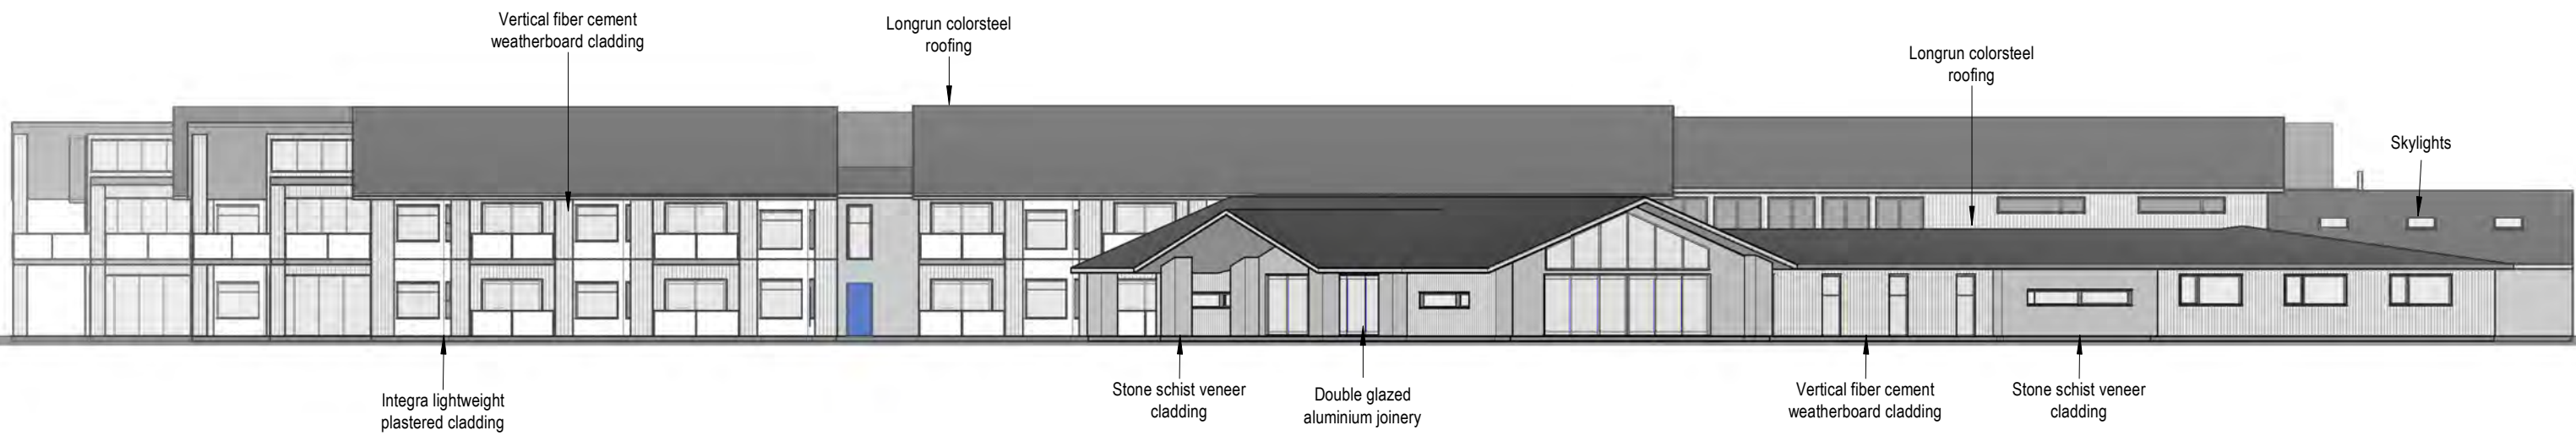 Vertical fiber cement
weatherboard cladding
Longrun colorsteel
roofing
Longrun colorsteel
roofing
Skylights
Integra lightweight
plastered cladding
Stone schist veneer
cladding
Double glazed
aluminium joinery
Vertical fiber cement
weatherboard cladding
Stone schist veneer
cladding